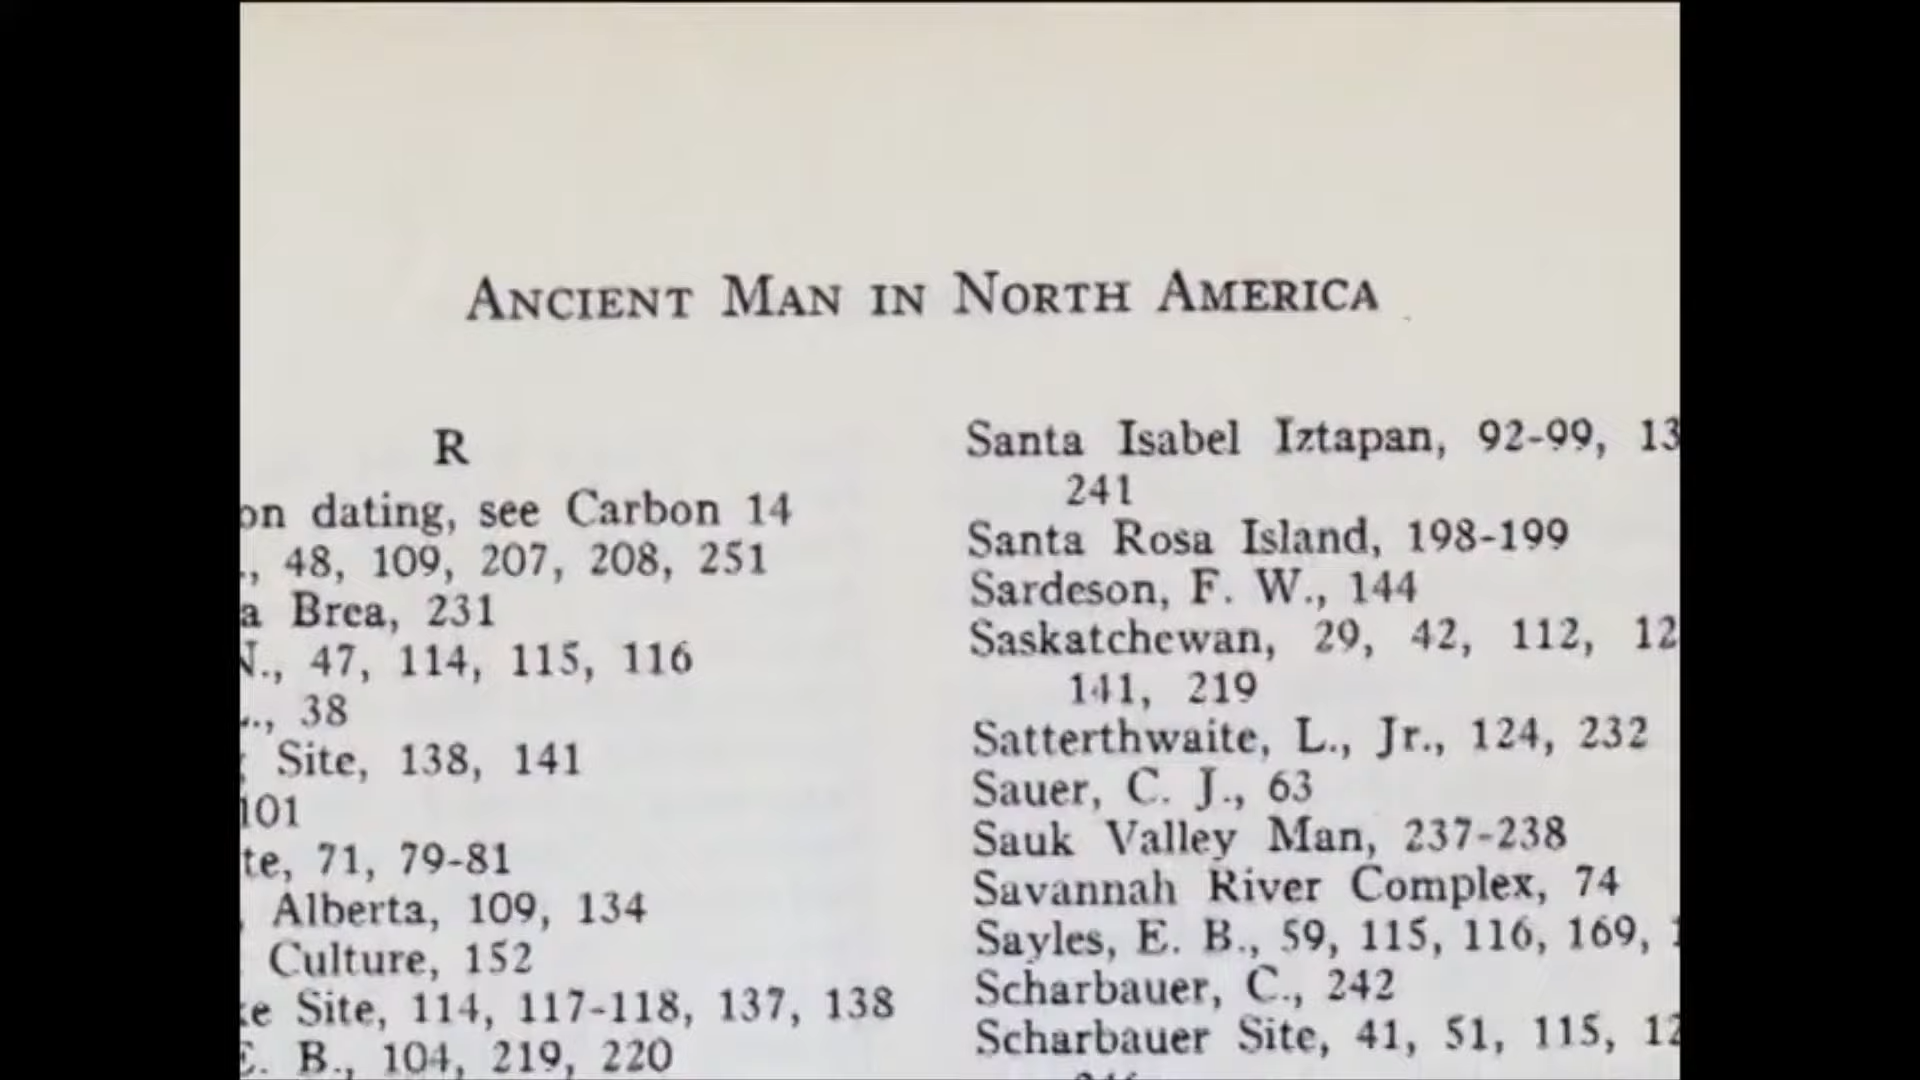 ANCIENT MAN IN NORTH AMERICA
R
on dating, see Carbon 14
., 48, 109, 207, 208, 251
a Brea, 231
N., 47, 114, 115, 116
., 38
Site, 138, 141
101
te, 71, 79-81
, Alberta, 109, 134
Culture, 152
ke Site, 114, 117-118, 137, 138
E. B., 104, 219, 220
Santa Isabel Iztapan, 92-99, 13
241
Santa Rosa Island, 198-199
Sardeson, F. W., 144
Saskatchewan, 29, 42, 112, 12
141, 219
Satterthwaite, L., Jr., 124, 232
Sauer, C. J., 63
Sauk Valley Man, 237-238
Savannah River Complex, 74
Sayles, E. B., 59, 115, 116, 169,
Scharbauer, C., 242
Scharbauer Site, 41, 51, 115, 12